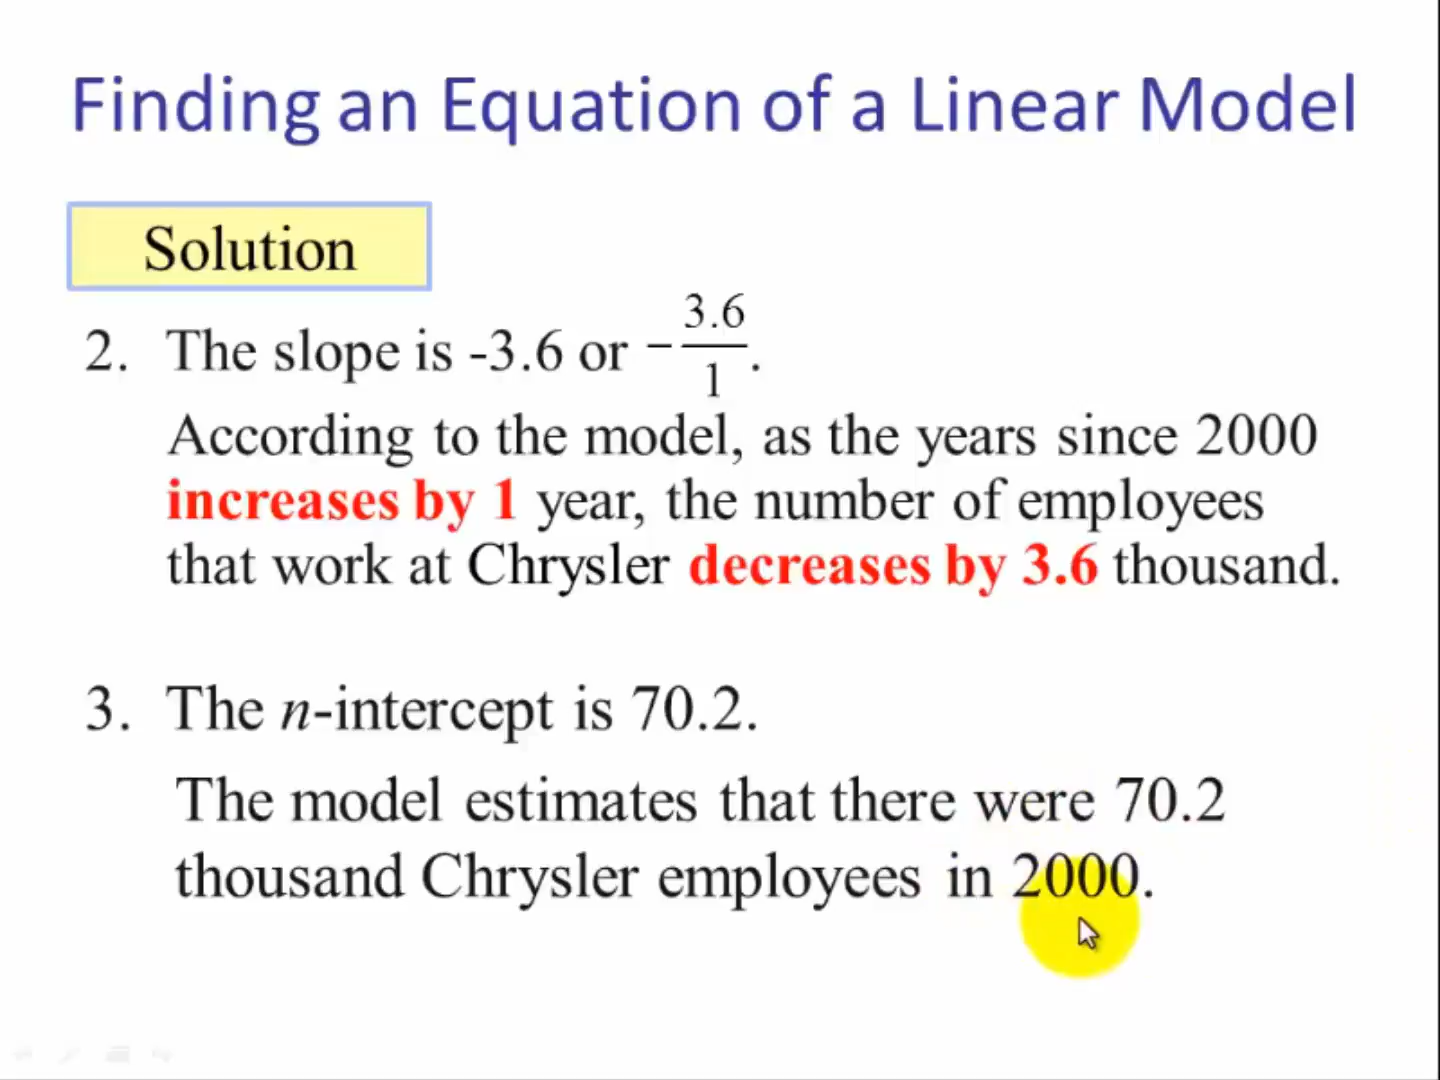 Finding an Equation of a Linear Model
Solution
2. The slope is -3.6 or −3.6/1.
According to the model, as the years since 2000
increases by 1 year, the number of employees
that work at Chrysler decreases by 3.6 thousand.
3. The n-intercept is 70.2.
The model estimates that there were 70.2
thousand Chrysler employees in 2000.